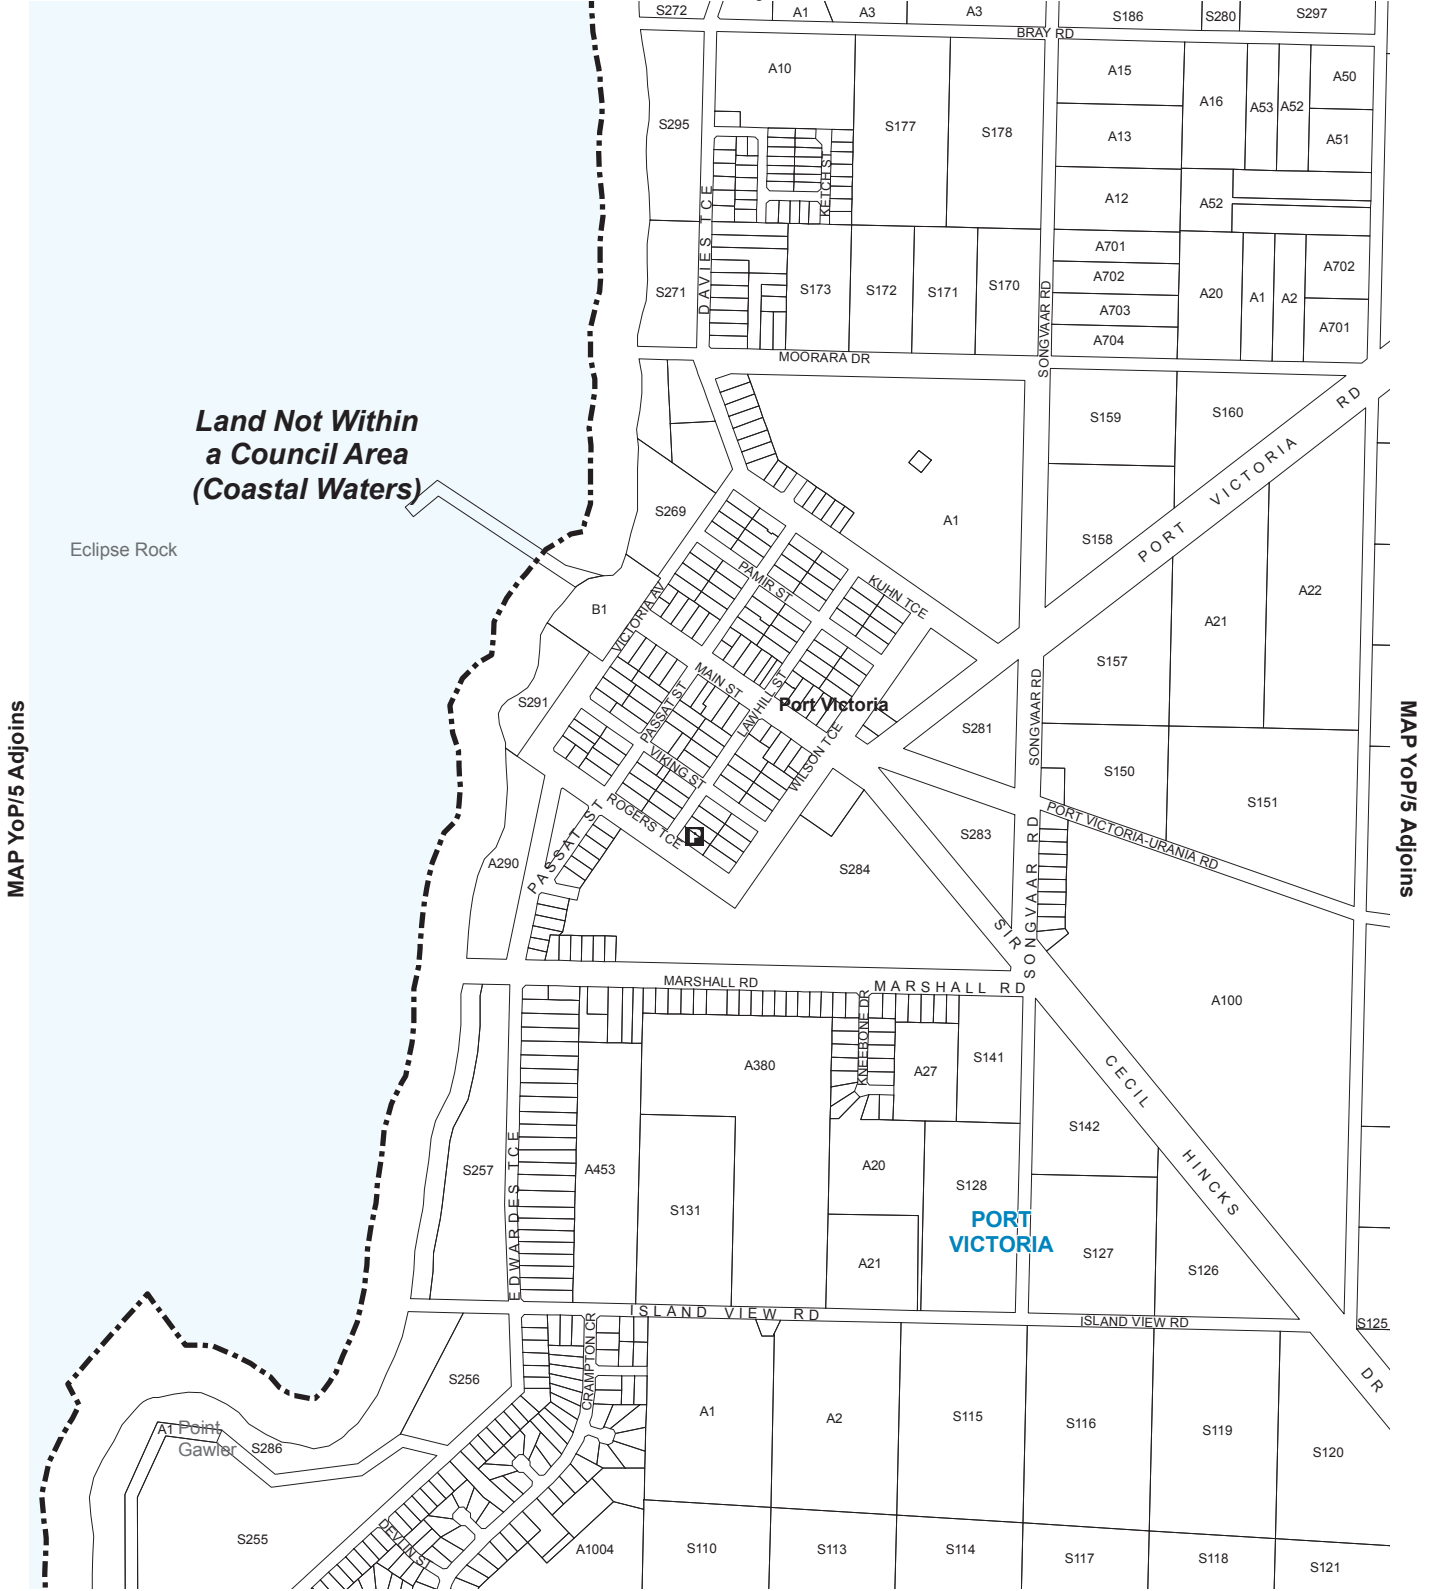 S272
A1
A3
A3
S186
S280
S297
BRAY RD
A10
S295
S177
S178
A15
A16
A53
A52
A50
A13
A51
KETCH S
DAVIES TCE
A12
A52
A701
A702
A703
A704
A20
A1
A2
A702
A701
S271
S173
S172
S171
S170
SONGVAAR RD
MOORARA DR
S159
S160
PORT VICTORIA RD
Land Not Within
a Council Area
(Coastal Waters)
Eclipse Rock
S269
A1
S158
A22
A21
PAMIR ST
KUHN TCE
B1
VICTORIA AV
S157
MAIN ST
PASSAT ST
LAWHILL ST
Port Victoria
SONGVAAR RD
S291
S281
WILSON TCE
VIKING ST
S150
S151
MAP YoP/5 Adjoins
MAP YoP/5 Adjoins
ROGERS TCE
PASSAT ST
PORT VICTORIA-URANIA RD
S283
A290
S284
SONGVAAR RD
SIR CECIL HINCKS DR
MARSHALL RD
MARSHALL RD
KNEEBONE DR
A100
A380
A27
S141
S142
S257
EDWARDES TCE
A453
A20
S128
S131
PORT
VICTORIA
S127
A21
S126
ISLAND VIEW RD
ISLAND VIEW RD
S125
CRAMPTON CR
S256
A1
A2
S115
S116
S119
S120
A1
Point
Gawler
S286
S255
DEVLIN ST
A1004
S110
S113
S114
S117
S118
S121